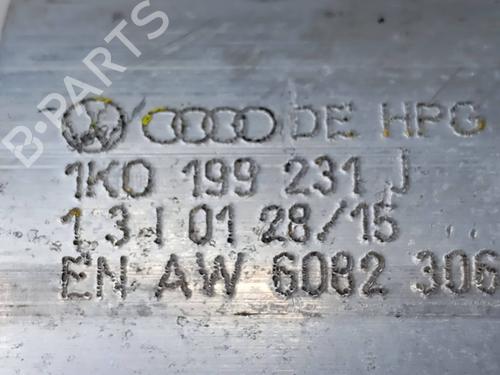 B-PARTS
DE HPG
1K0 199 231 J
1 3 I 01 28/15
EN AW 6082 306